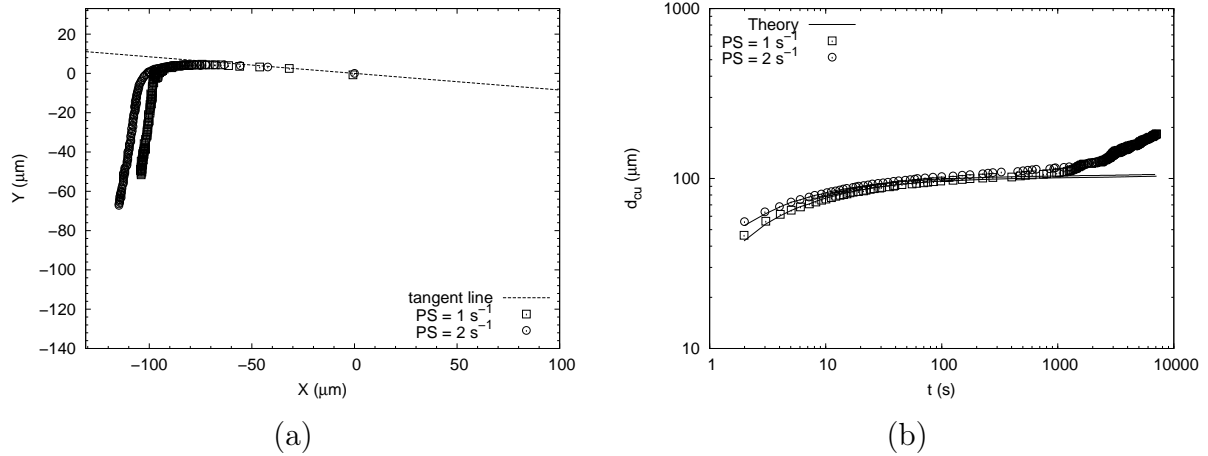 20
0
−20
−40
−60
−80
−100
−120
−140
Y (μm)
−100 −50 0 50 100
X (μm)
tangent line
PS = 1 s⁻¹
PS = 2 s⁻¹
(a)
1000
100
10
d_cu (μm)
1 10 100 1000 10000
t (s)
Theory
PS = 1 s⁻¹
PS = 2 s⁻¹
(b)